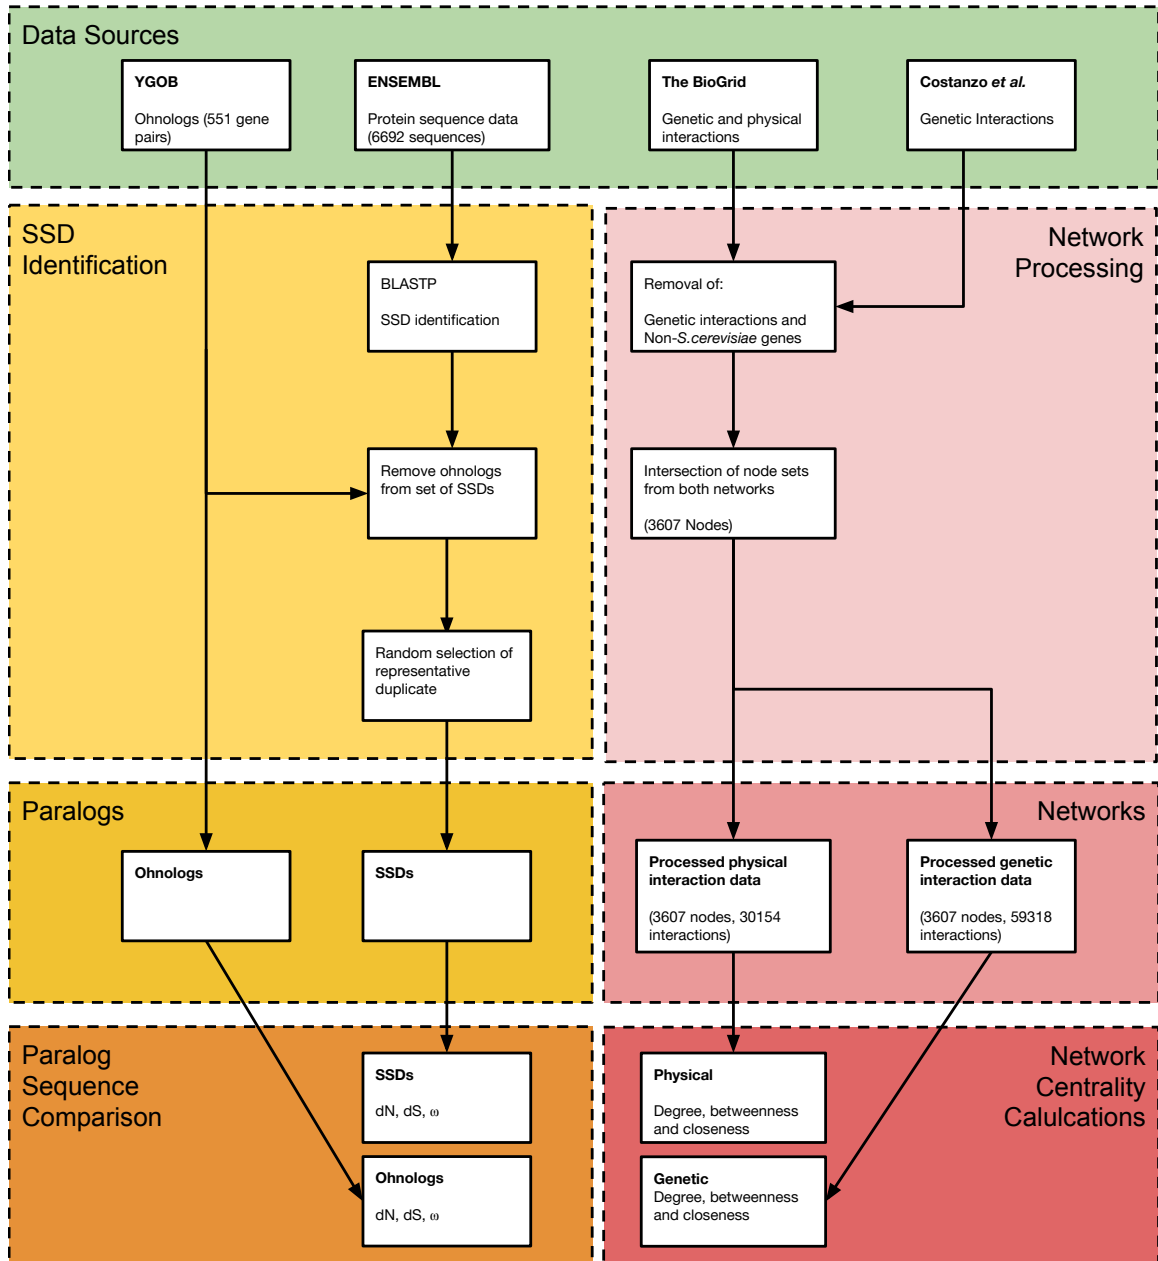 Data Sources
YGOB
Ohnologs (551 gene
pairs)
ENSEMBL
Protein sequence data
(6692 sequences)
The BioGrid
Genetic and physical
interactions
Costanzo et al.
Genetic Interactions
SSD
Identification
BLASTP
SSD identification
Remove ohnologs
from set of SSDs
Random selection of
representative
duplicate
Network
Processing
Removal of:
Genetic interactions and
Non-S.cerevisiae genes
Intersection of node sets
from both networks
(3607 Nodes)
Paralogs
Ohnologs
SSDs
Networks
Processed physical
interaction data
(3607 nodes, 30154
interactions)
Processed genetic
interaction data
(3607 nodes, 59318
interactions)
Paralog
Sequence
Comparison
SSDs
dN, dS, ω
Ohnologs
dN, dS, ω
Network
Centrality
Calulcations
Physical
Degree, betweenness
and closeness
Genetic
Degree, betweenness
and closeness